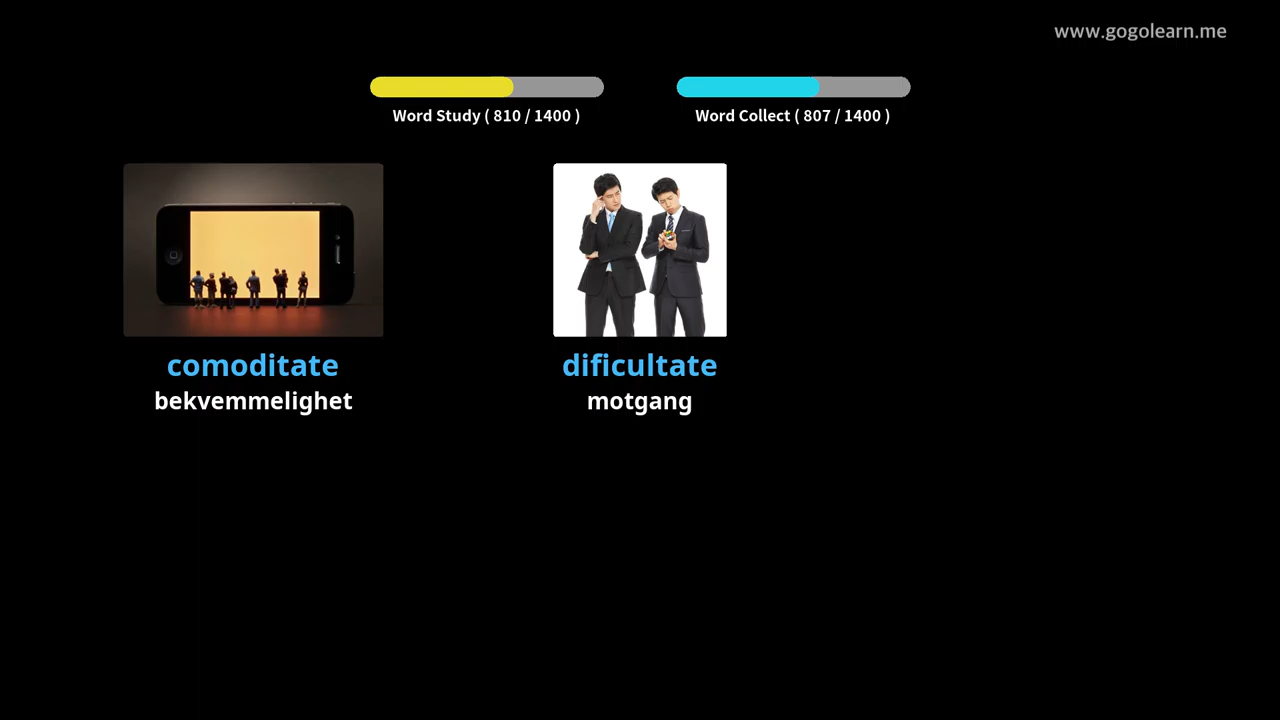 www.gogolearn.me
Word Study ( 810 / 1400 )
Word Collect ( 807 / 1400 )
comoditate
bekvemmelighet
dificultate
motgang